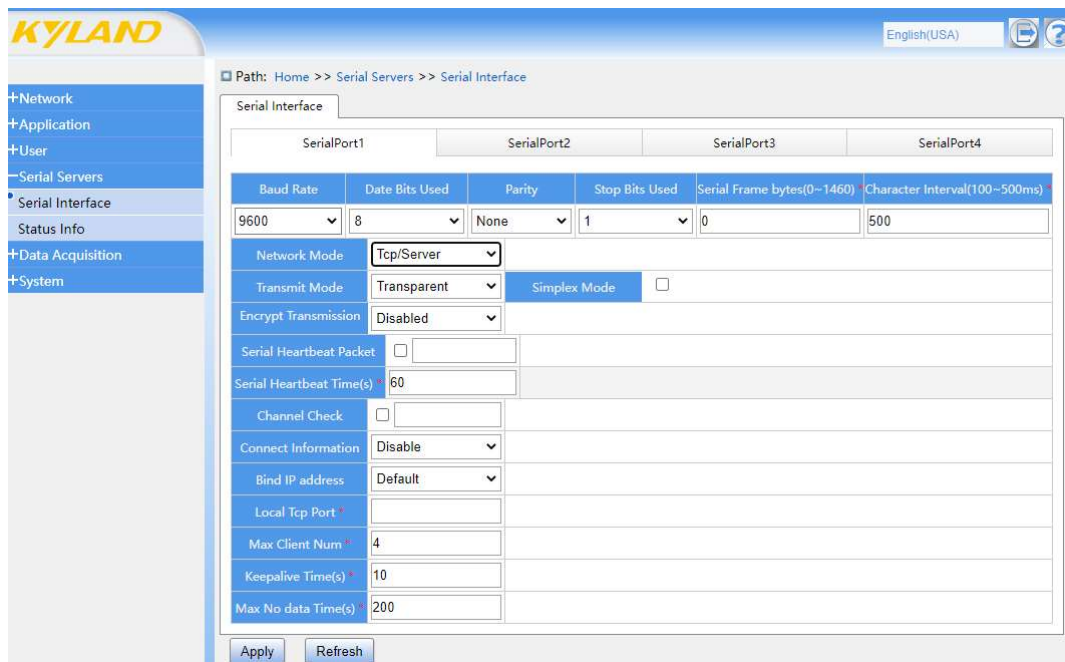 KYLAND
English(USA)
Path: Home >> Serial Servers >> Serial Interface
+Network
+Application
+User
−Serial Servers
Serial Interface
Status Info
+Data Acquisition
+System
Serial Interface
SerialPort1 SerialPort2 SerialPort3 SerialPort4
Baud Rate Date Bits Used Parity Stop Bits Used Serial Frame bytes(0~1460) * Character Interval(100~500ms) *
9600 8 None 1 0 500
Network Mode Tcp/Server
Transmit Mode Transparent Simplex Mode
Encrypt Transmission Disabled
Serial Heartbeat Packet
Serial Heartbeat Time(s) * 60
Channel Check
Connect Information Disable
Bind IP address Default
Local Tcp Port *
Max Client Num * 4
Keepalive Time(s) * 10
Max No data Time(s) * 200
Apply Refresh